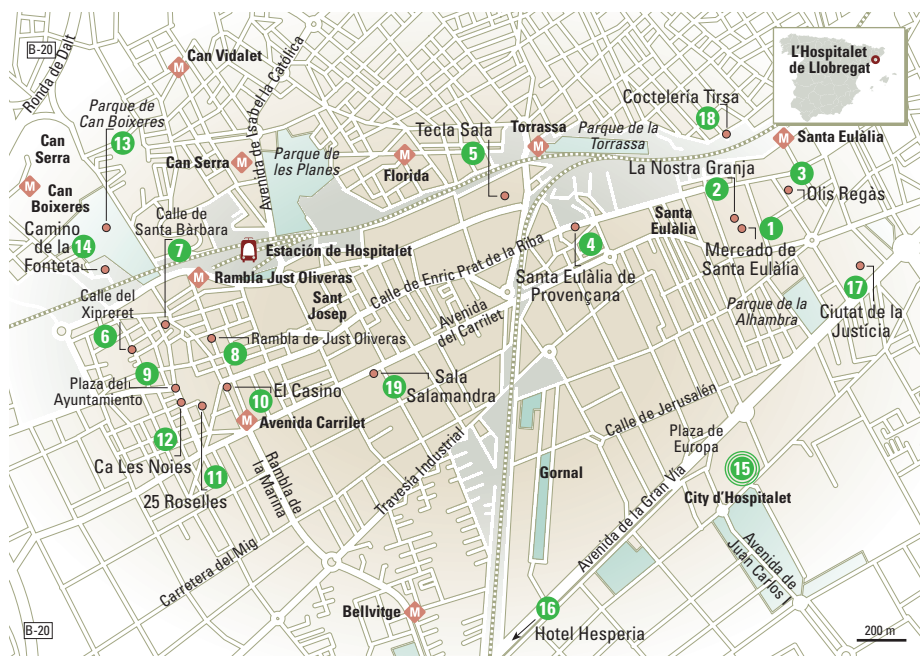 B-20
Ronda de Dalt
Can Vidalet
M
Avenida de Isabel la Católica
L'Hospitalet
de Llobregat
Parque de
Can Boixeres
13
Can
Serra
M
Can
Boixeres
Can Serra
M
Parque de
les Planes
Tecla Sala
5
M
Florida
Torrassa
M
Parque de la
Torrassa
Coctelería Tirsa
18
M
Santa Eulàlia
La Nostra Granja
2
3
Olis Regàs
Camino
de la
Fonteta
14
Calle de
Santa Bàrbara
7
Estación de Hospitalet
M
Rambla Just Oliveras
Sant
Josep
Calle de Enric Prat de la Riba
4
Santa Eulàlia de
Provençana
Santa
Eulàlia
1
Mercado de
Santa Eulàlia
17
Ciutat de la
Justícia
Parque de la
Alhambra
Calle del
Xipreret
6
8
Rambla de Just Oliveras
Avenida
del Carrilet
9
Plaza del
Ayuntamiento
10
El Casino
19
Sala
Salamandra
M
Avenida Carrilet
12
Ca Les Noies
11
25 Roselles
Rambla de
la Marina
Travesía Industrial
Calle de Jerusalén
Plaza de
Europa
15
City d'Hospitalet
Gornal
Avenida de la Gran Vía
Avenida de
Juan Carlos I
Carretera del Mig
Bellvitge
M
16
Hotel Hesperia
B-20
200 m